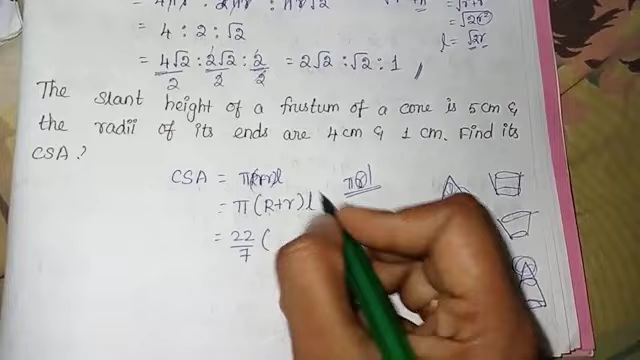 = 4 : 2 : √2
= 4√2/2 : 2√2/2 : 2/2 = 2√2 : √2 : 1,
= √2r²
l = √2r
The slant height of a frustum of a cone is 5cm &
the radii of its ends are 4cm & 1 cm. Find its
CSA?
CSA = π l
πrl
= π (R+r) l
= 22/7 (